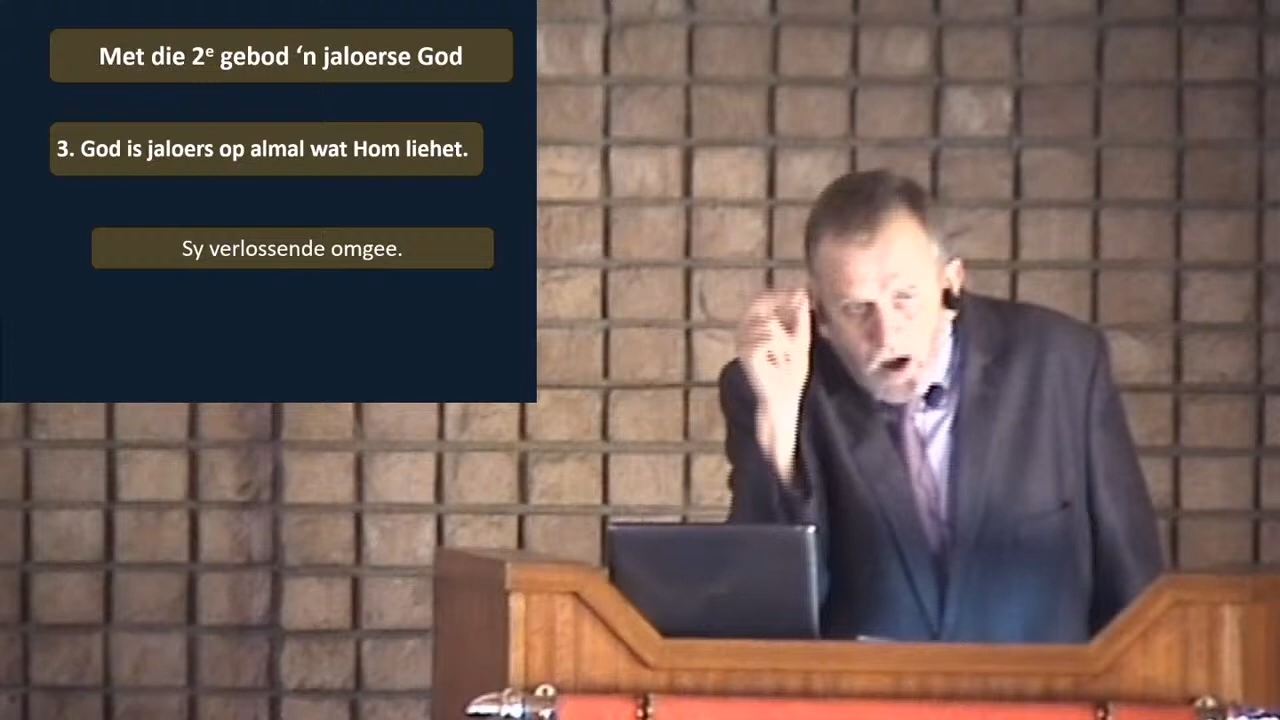 Met die 2ᵉ gebod ‘n jaloerse God
3. God is jaloers op almal wat Hom liehet.
Sy verlossende omgee.